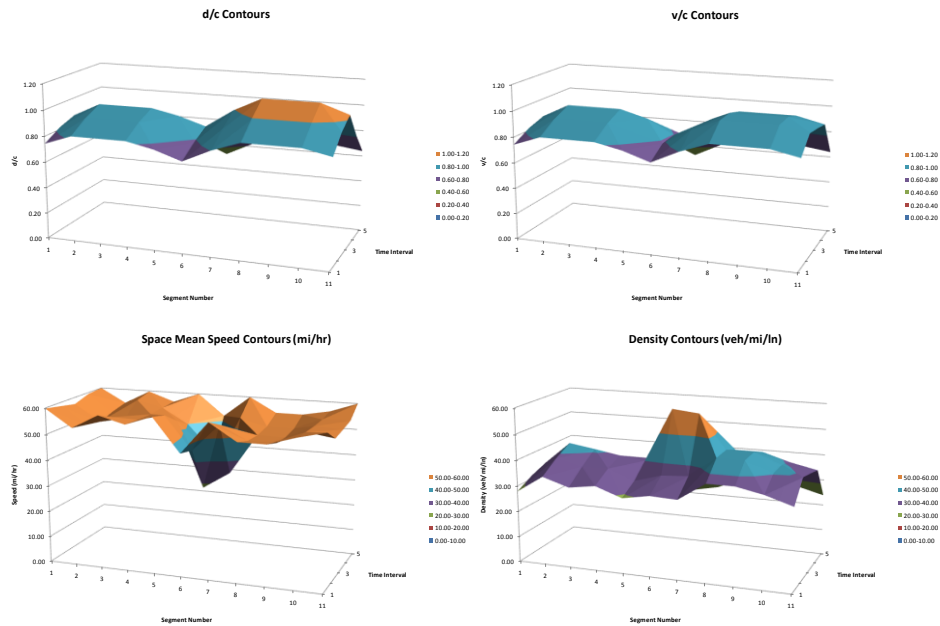 d/c Contours
1.20
1.00
0.80
0.60
0.40
0.20
0.00
d/c
1 2 3 4 5 6 7 8 9 10 11
1 3 5
Time Interval
Segment Number
1.00-1.20
0.80-1.00
0.60-0.80
0.40-0.60
0.20-0.40
0.00-0.20
v/c Contours
1.20
1.00
0.80
0.60
0.40
0.20
0.00
v/c
1 2 3 4 5 6 7 8 9 10 11
1 3 5
Time Interval
Segment Number
1.00-1.20
0.80-1.00
0.60-0.80
0.40-0.60
0.20-0.40
0.00-0.20
Space Mean Speed Contours (mi/hr)
60.00
50.00
40.00
30.00
20.00
10.00
0.00
Speed (mi/hr)
1 2 3 4 5 6 7 8 9 10 11
1 3 5
Time Interval
Segment Number
50.00-60.00
40.00-50.00
30.00-40.00
20.00-30.00
10.00-20.00
0.00-10.00
Density Contours (veh/mi/ln)
60.00
50.00
40.00
30.00
20.00
10.00
0.00
Density (veh/mi/ln)
1 2 3 4 5 6 7 8 9 10 11
1 3 5
Time Interval
Segment Number
50.00-60.00
40.00-50.00
30.00-40.00
20.00-30.00
10.00-20.00
0.00-10.00